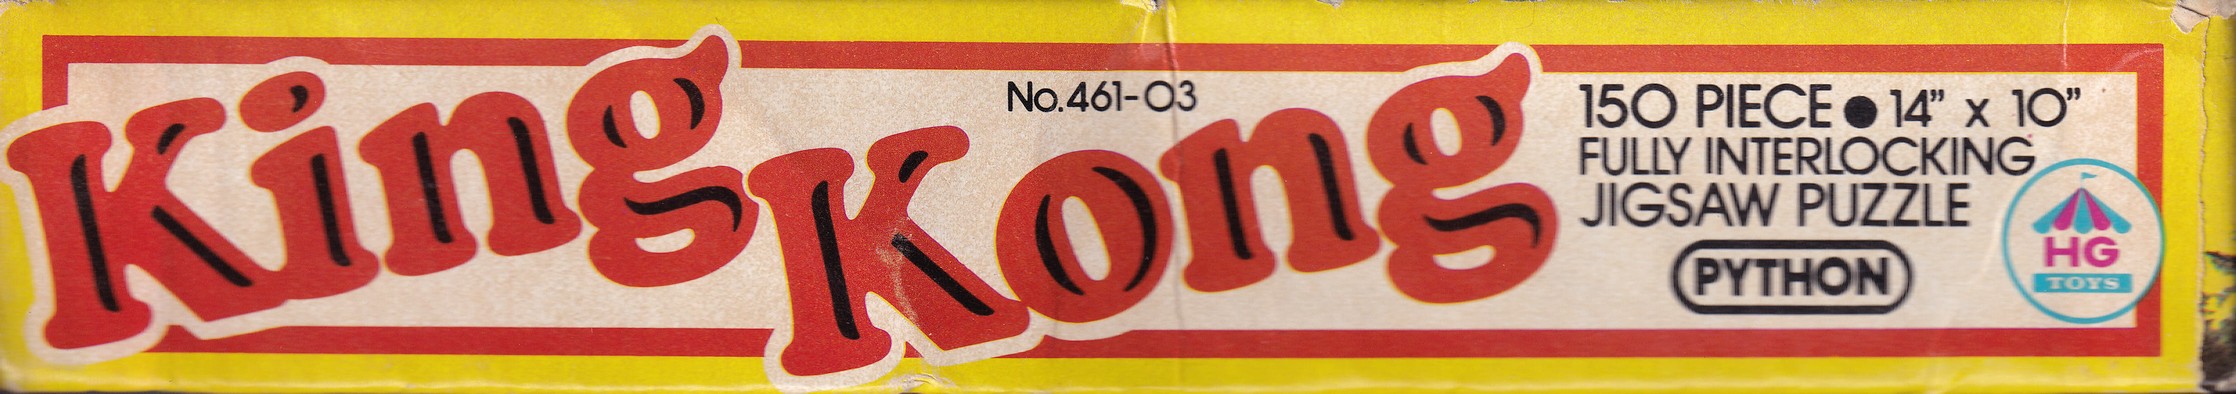 King Kong
No.461-03
150 PIECE ● 14” x 10”
FULLY INTERLOCKING
JIGSAW PUZZLE
PYTHON
HG
TOYS